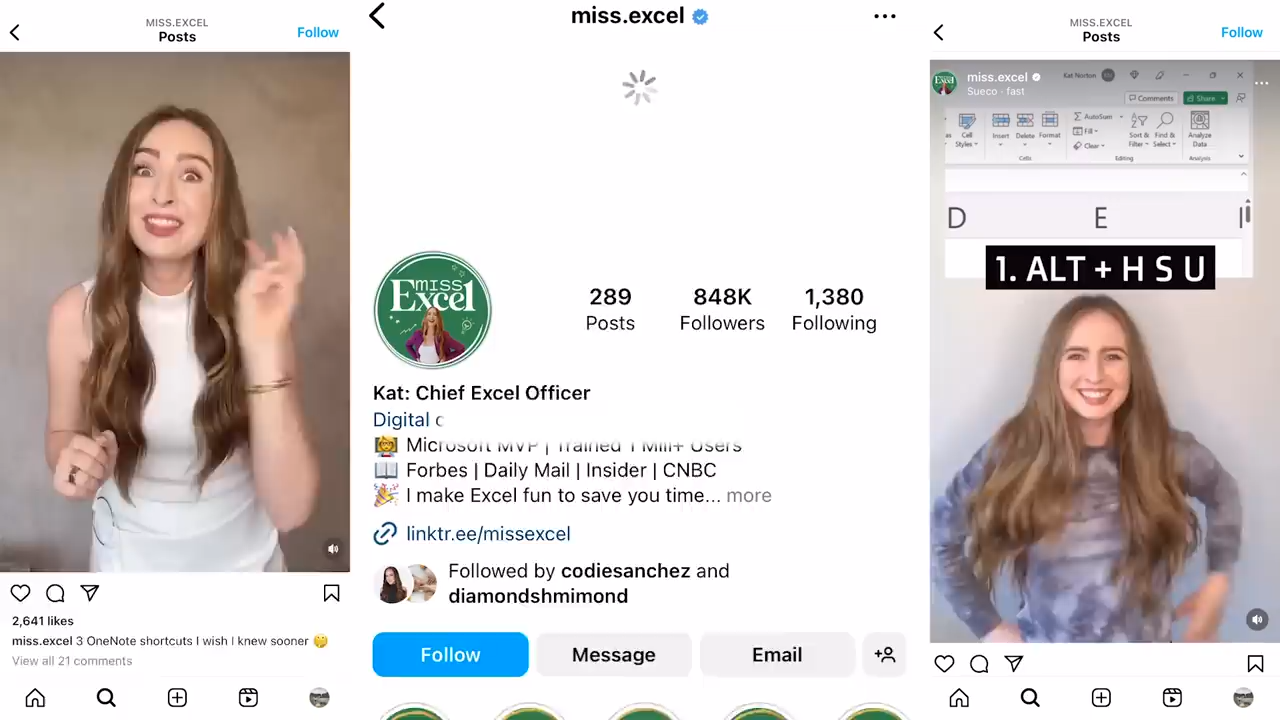 MISS.EXCEL
Posts
Follow
2,641 likes
miss.excel 3 OneNote shortcuts I wish I knew sooner
View all 21 comments
miss.excel
MISS
Excel
289
Posts
848K
Followers
1,380
Following
Kat: Chief Excel Officer
Digital
Microsoft MVP | Trained 1 Mill+ Users
Forbes | Daily Mail | Insider | CNBC
I make Excel fun to save you time... more
linktr.ee/missexcel
Followed by codiesanchez and
diamondshmimond
Follow
Message
Email
MISS.EXCEL
Posts
Follow
miss.excel
Sueco · fast
Kat Norton
Comments
Share
Cell
Styles
Insert
Delete
Format
AutoSum
Fill
Clear
Sort &
Filter
Find &
Select
Analyze
Data
Cells
Editing
Analysis
D
E
1. ALT + H S U